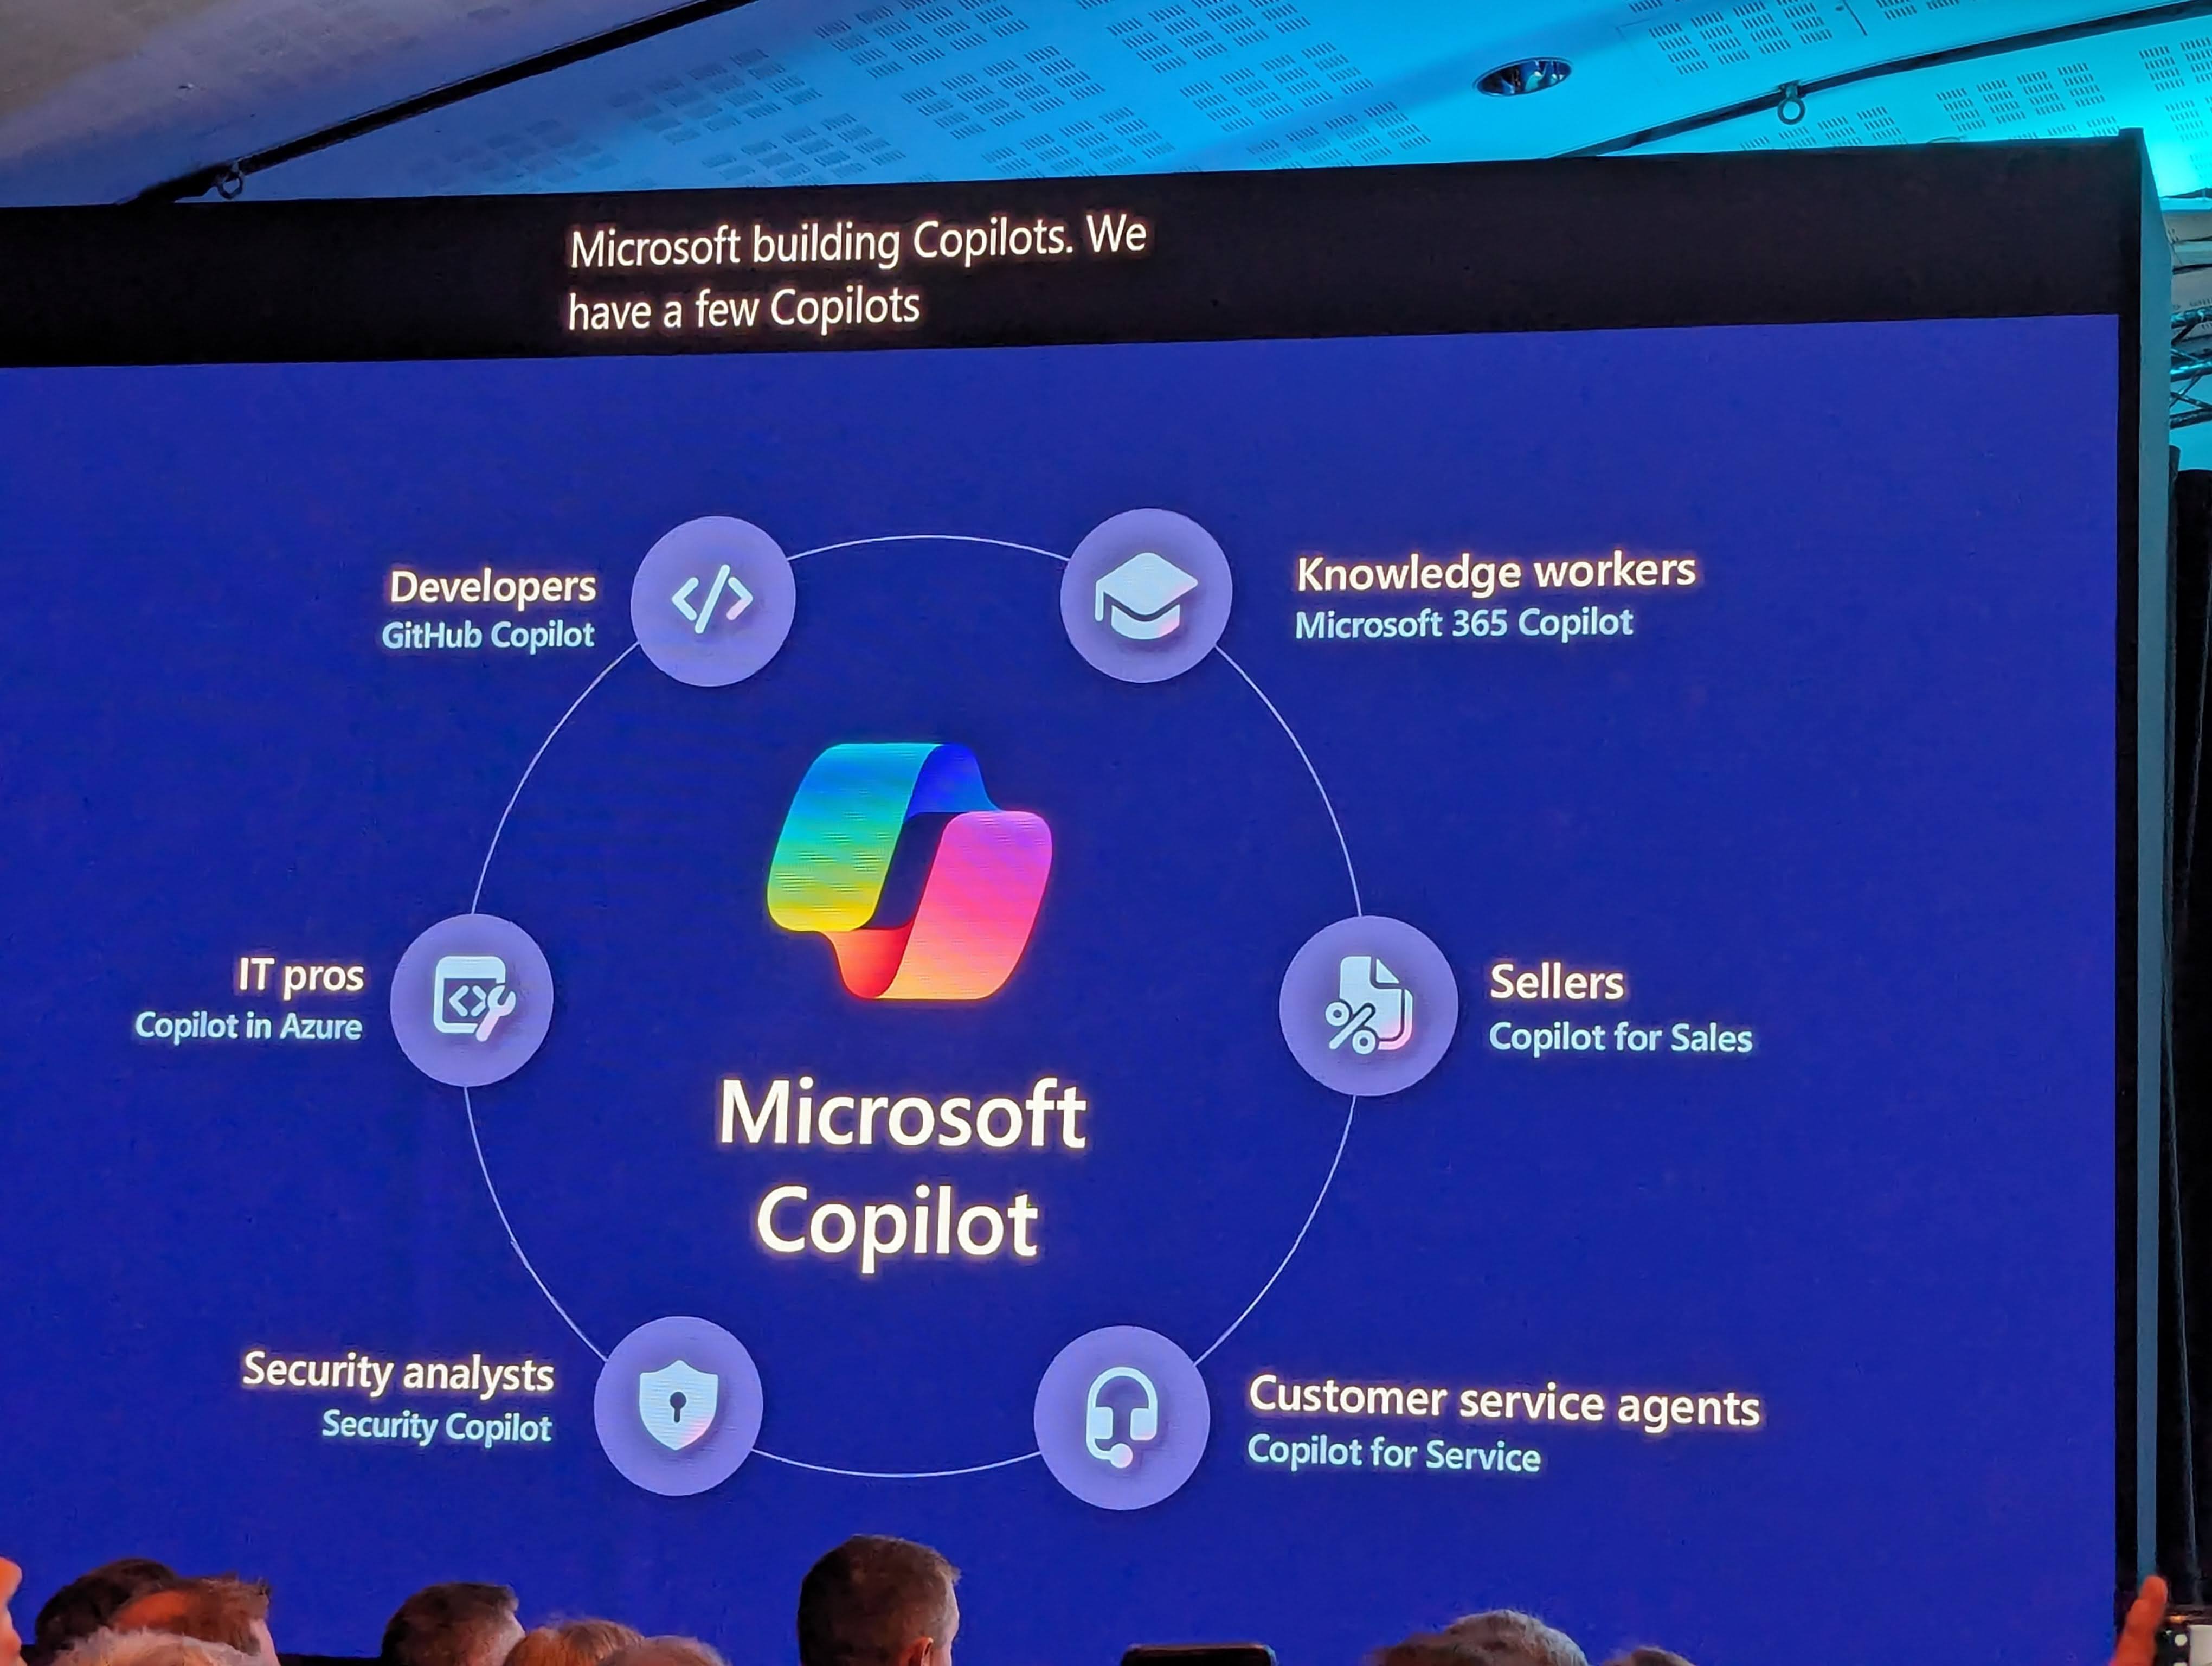 Microsoft building Copilots. We
have a few Copilots
Developers
GitHub Copilot
Knowledge workers
Microsoft 365 Copilot
IT pros
Copilot in Azure
Sellers
Copilot for Sales
Microsoft
Copilot
Security analysts
Security Copilot
Customer service agents
Copilot for Service